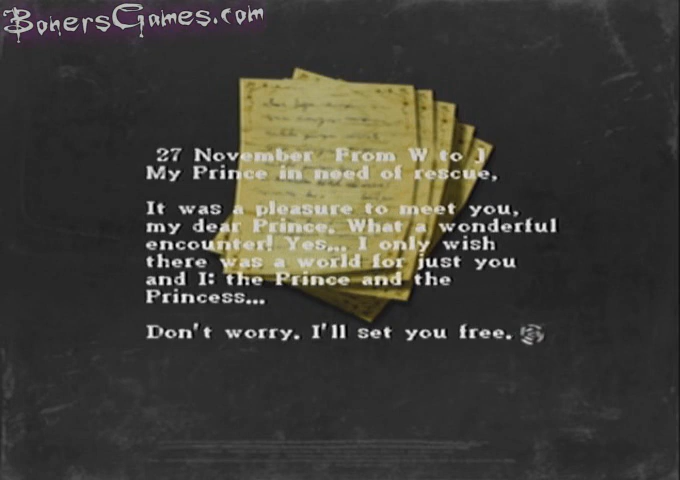 BonersGames.com
27 November From W to J
My Prince in need of rescue,
It was a pleasure to meet you,
my dear Prince. What a wonderful
encounter! Yes... I only wish
there was a world for just you
and I: the Prince and the
Princess...
Don't worry. I'll set you free.